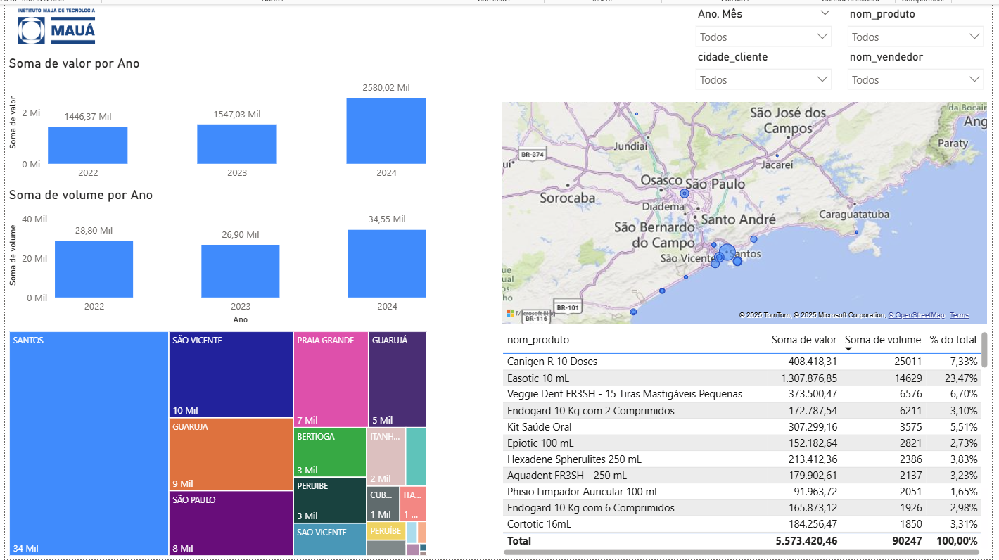 Dados
Consultas
Inserir
Cálculos
Confidencialidade
Compartilhar
INSTITUTO MAUÁ DE TECNOLOGIA
MAUÁ
Ano, Mês
Todos
nom_produto
Todos
cidade_cliente
Todos
nom_vendedor
Todos
Soma de valor por Ano
Soma de valor
2 Mi
0 Mi
1446,37 Mil
1547,03 Mil
2580,02 Mil
2022
2023
2024
Soma de volume por Ano
Soma de volume
40 Mil
20 Mil
0 Mil
28,80 Mil
26,90 Mil
34,55 Mil
2022
2023
2024
Ano
São José dos
Campos
da Bocain
Ang
Paraty
Jundiaí
BR-374
uí
Jacareí
Osasco
São Paulo
Sorocaba
Diadema
Santo André
Caraguatatuba
São Bernardo
do Campo
São Vicente
Santos
ue
ual
os
ho
BR-101
BR-116
Microsoft Bing
© 2025 TomTom, © 2025 Microsoft Corporation, © OpenStreetMap Terms
SANTOS
34 Mil
SÃO VICENTE
10 Mil
GUARUJA
9 Mil
SÃO PAULO
8 Mil
PRAIA GRANDE
7 Mil
GUARUJÁ
5 Mil
BERTIOGA
3 Mil
PERUIBE
3 Mil
SAO VICENTE
ITANH...
2 Mil
CUB...
1 Mil
ITA...
1 ...
PERUÍBE
nom_produto Soma de valor Soma de volume % do total
Canigen R 10 Doses 408.418,31 25011 7,33%
Easotic 10 mL 1.307.876,85 14629 23,47%
Veggie Dent FR3SH - 15 Tiras Mastigáveis Pequenas 373.500,47 6576 6,70%
Endogard 10 Kg com 2 Comprimidos 172.787,54 6211 3,10%
Kit Saúde Oral 307.299,16 3575 5,51%
Epiotic 100 mL 152.182,64 2821 2,73%
Hexadene Spherulites 250 mL 213.412,36 2386 3,83%
Aquadent FR3SH - 250 mL 179.902,61 2137 3,23%
Phisio Limpador Auricular 100 mL 91.963,72 2051 1,65%
Endogard 10 Kg com 6 Comprimidos 165.873,12 1926 2,98%
Cortotic 16mL 184.256,47 1850 3,31%
Total 5.573.420,46 90247 100,00%